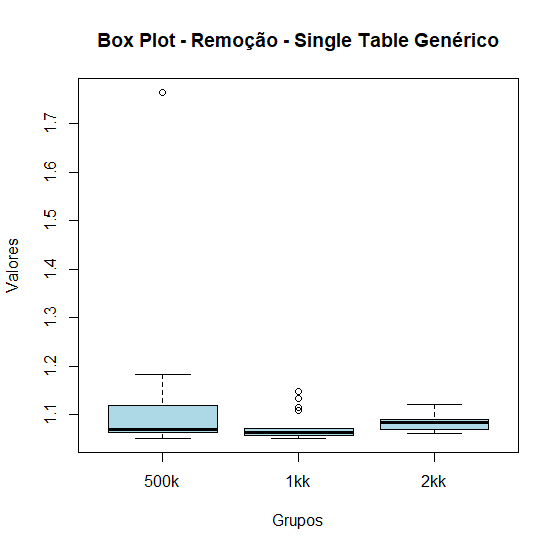 Box Plot - Remoção - Single Table Genérico
Valores
1.7
1.6
1.5
1.4
1.3
1.2
1.1
500k
1kk
2kk
Grupos